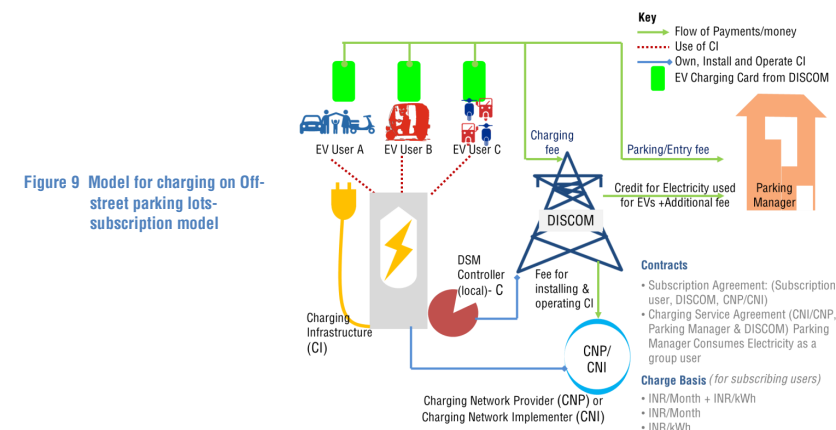 Key
Flow of Payments/money
Use of CI
Own, Install and Operate CI
EV Charging Card from DISCOM
EV User A
EV User B
EV User C
Charging
fee
Parking/Entry fee
Figure 9 Model for charging on Off-
street parking lots-
subscription model
Credit for Electricity used
for EVs +Additional fee
Parking
Manager
DISCOM
DSM
Controller
(local)- C
Fee for
installing &
operating CI
Charging
Infrastructure
(CI)
CNP/
CNI
Charging Network Provider (CNP) or
Charging Network Implementer (CNI)
Contracts
• Subscription Agreement: (Subscription
user, DISCOM, CNP/CNI)
• Charging Service Agreement (CNI/CNP,
Parking Manager & DISCOM) Parking
Manager Consumes Electricity as a
group user
Charge Basis (for subscribing users)
• INR/Month + INR/kWh
• INR/Month
• INR/kWh